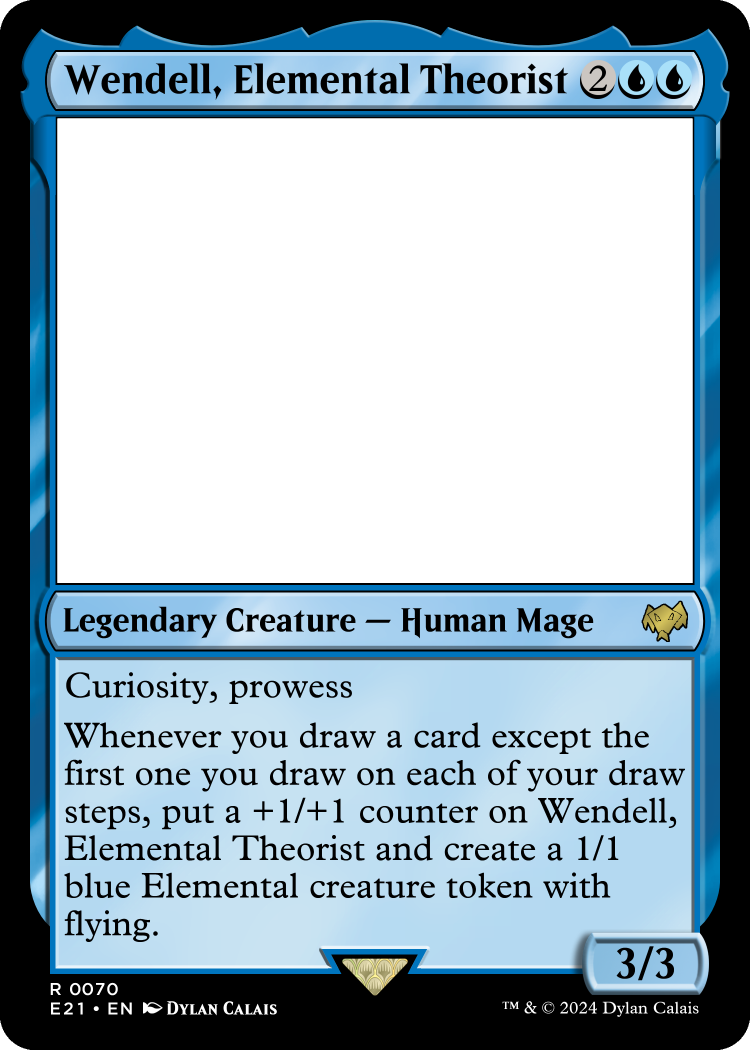 Wendell, Elemental Theorist 2
Legendary Creature — Human Mage
Curiosity, prowess
Whenever you draw a card except the
first one you draw on each of your draw
steps, put a +1/+1 counter on Wendell,
Elemental Theorist and create a 1/1
blue Elemental creature token with
flying.
3/3
R 0070
E21 • EN Dylan Calais
™ & © 2024 Dylan Calais